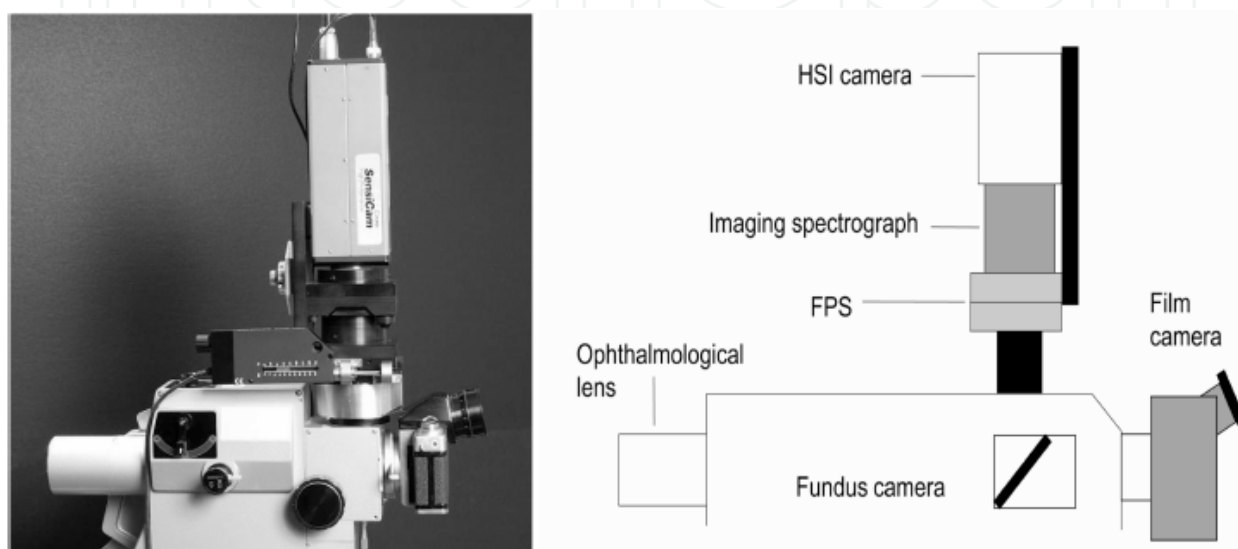 SensiCam
HSI camera
Imaging spectrograph
FPS
Film
camera
Ophthalmological
lens
Fundus camera